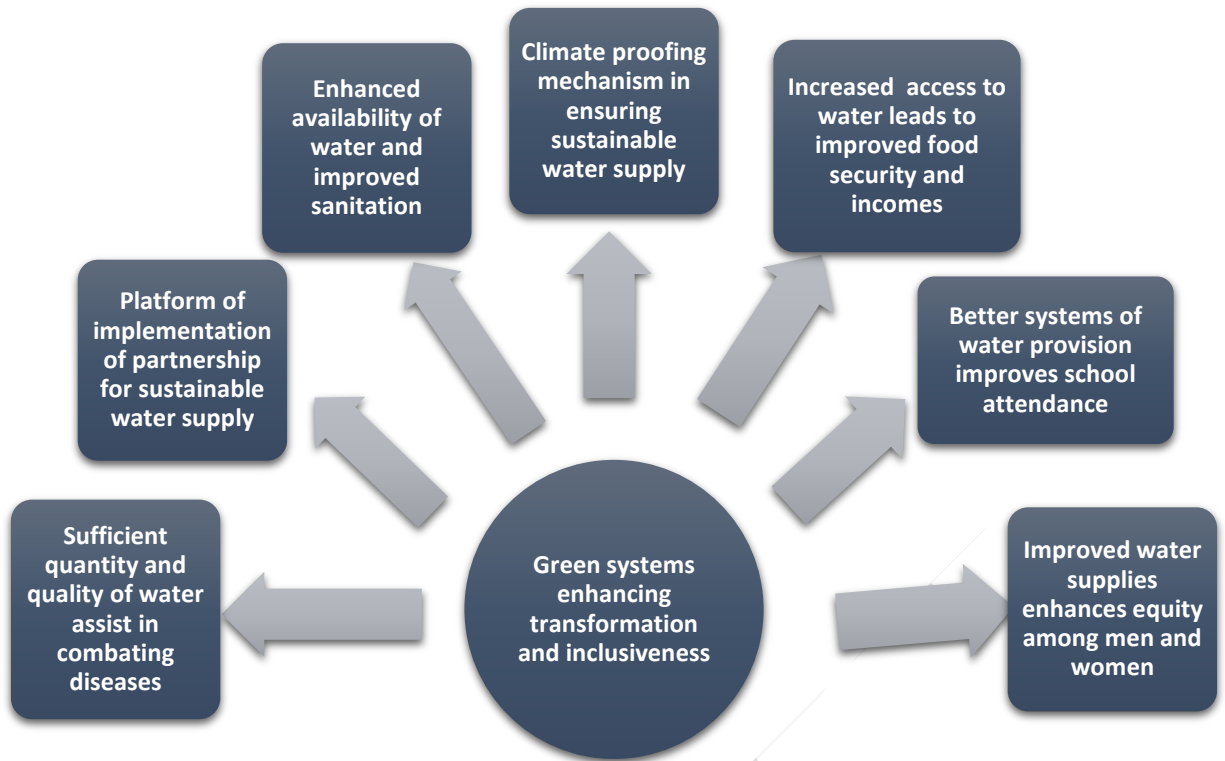 Climate proofing
mechanism in
ensuring
sustainable
water supply
Enhanced
availability of
water and
improved
sanitation
Increased access to
water leads to
improved food
security and
incomes
Platform of
implementation
of partnership
for sustainable
water supply
Better systems of
water provision
improves school
attendance
Sufficient
quantity and
quality of water
assist in
combating
diseases
Green systems
enhancing
transformation
and inclusiveness
Improved water
supplies
enhances equity
among men and
women